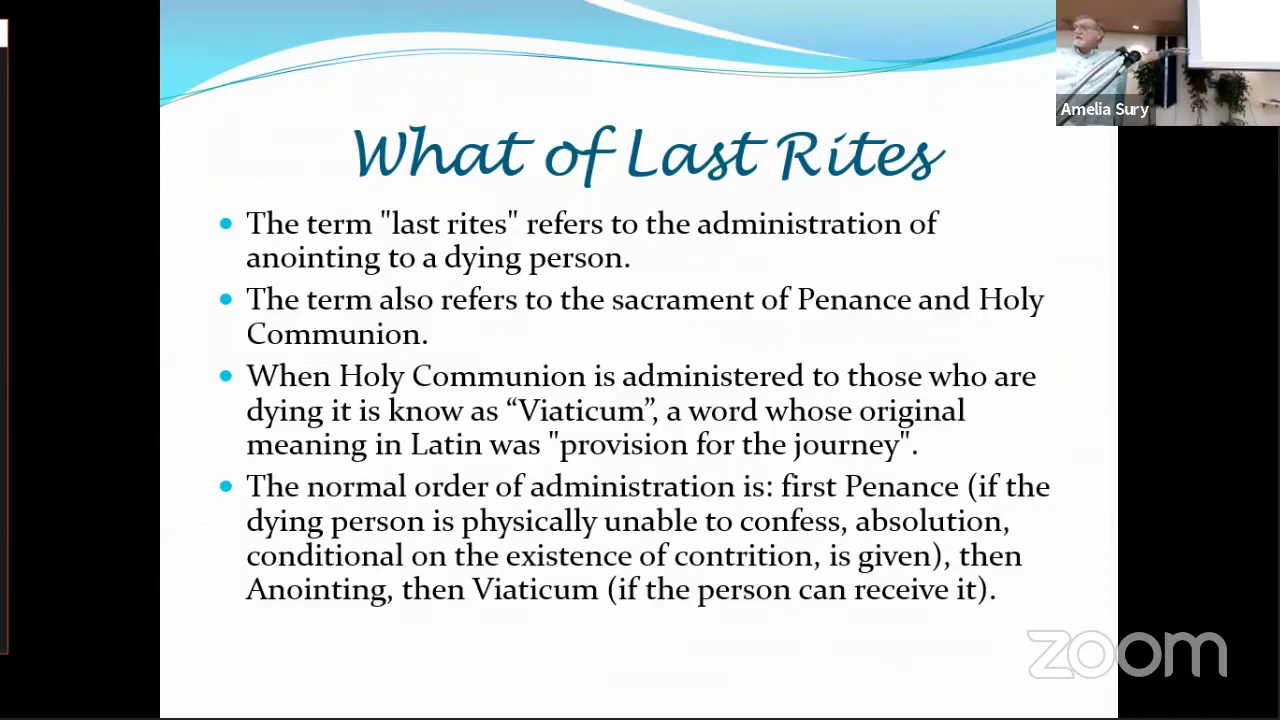 Amelia Sury
What of Last Rites
The term "last rites" refers to the administration of
anointing to a dying person.
The term also refers to the sacrament of Penance and Holy
Communion.
When Holy Communion is administered to those who are
dying it is know as “Viaticum”, a word whose original
meaning in Latin was "provision for the journey".
The normal order of administration is: first Penance (if the
dying person is physically unable to confess, absolution,
conditional on the existence of contrition, is given), then
Anointing, then Viaticum (if the person can receive it).
zoom